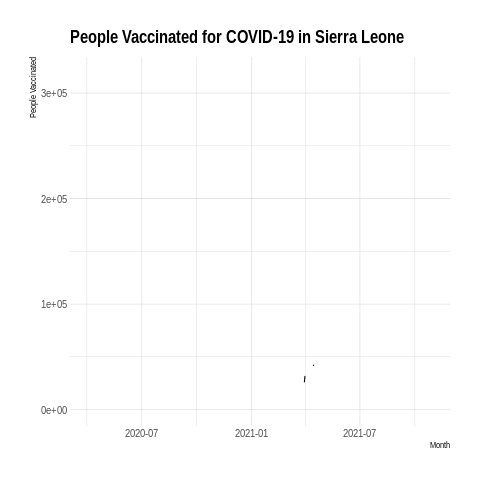 People Vaccinated for COVID-19 in Sierra Leone
People Vaccinated
3e+05
2e+05
1e+05
0e+00
2020-07
2021-01
2021-07
Month